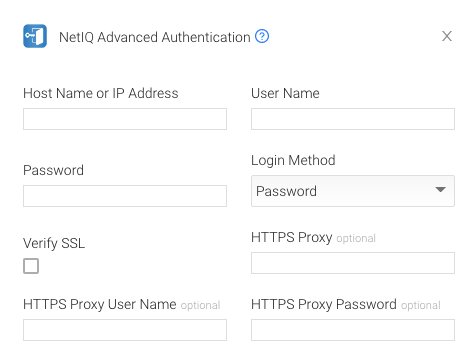 NetIQ Advanced Authentication ?
X
Host Name or IP Address
User Name
Password
Login Method
Password
Verify SSL
HTTPS Proxy optional
HTTPS Proxy User Name optional
HTTPS Proxy Password optional